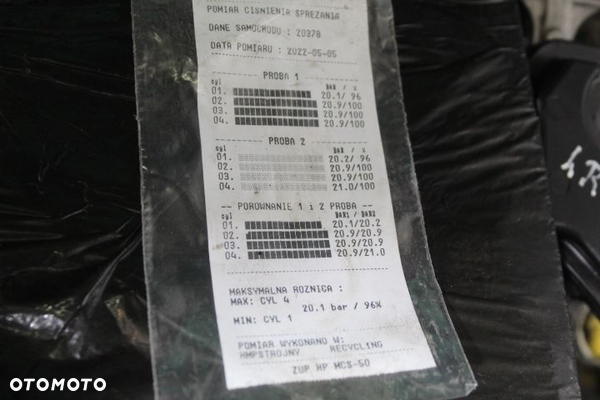 POMIAR CISNIENIA SPREZANIA
DANE SAMOCHODU : 20378
DATA POMIARU : 2022-05-05
PROBA 1
cyl BAR / %
01. 20.1/ 96
02. 20.9/100
03. 20.9/100
04. 20.9/100
PROBA 2
cyl BAR / %
01. 20.2/ 96
02. 20.9/100
03. 20.9/100
04. 21.0/100
POROWNANIE 1 i 2 PROBA
cyl BAR1 / BAR2
01. 20.1/20.2
02. 20.9/20.9
03. 20.9/20.9
04. 20.9/21.0
MAKSYMALNA ROZNICA :
MAX: CYL 4
20.1 bar / 96%
MIN: CYL 1
POMIAR WYKONANO W:
HMPSTROJNY RECYCLING
ZUP HP MCS-50
OTOMOTO